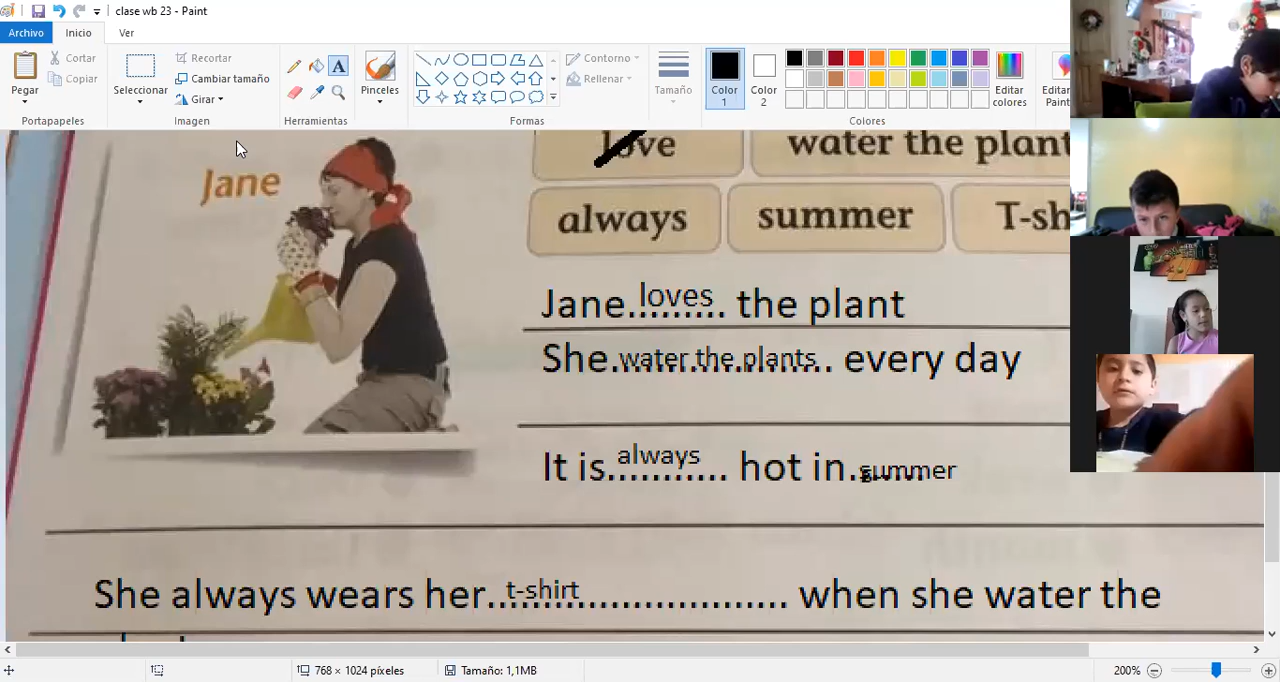 clase wb 23 - Paint
Archivo Inicio Ver
Pegar
Cortar
Copiar
Portapapeles
Seleccionar
Recortar
Cambiar tamaño
Girar
Imagen
A
Herramientas
Pinceles
Contorno
Rellenar
Formas
Tamaño
Color 1
Color 2
Editar colores
Editar
Paint
Colores
Jane
love
water the plant
always
summer
T-sh
Jane.loves........ the plant
She.water the plants.. every day
It is...always... hot in..summer
She always wears her..t-shirt.......................... when she water the
768 × 1024 píxeles
Tamaño: 1,1MB
200%